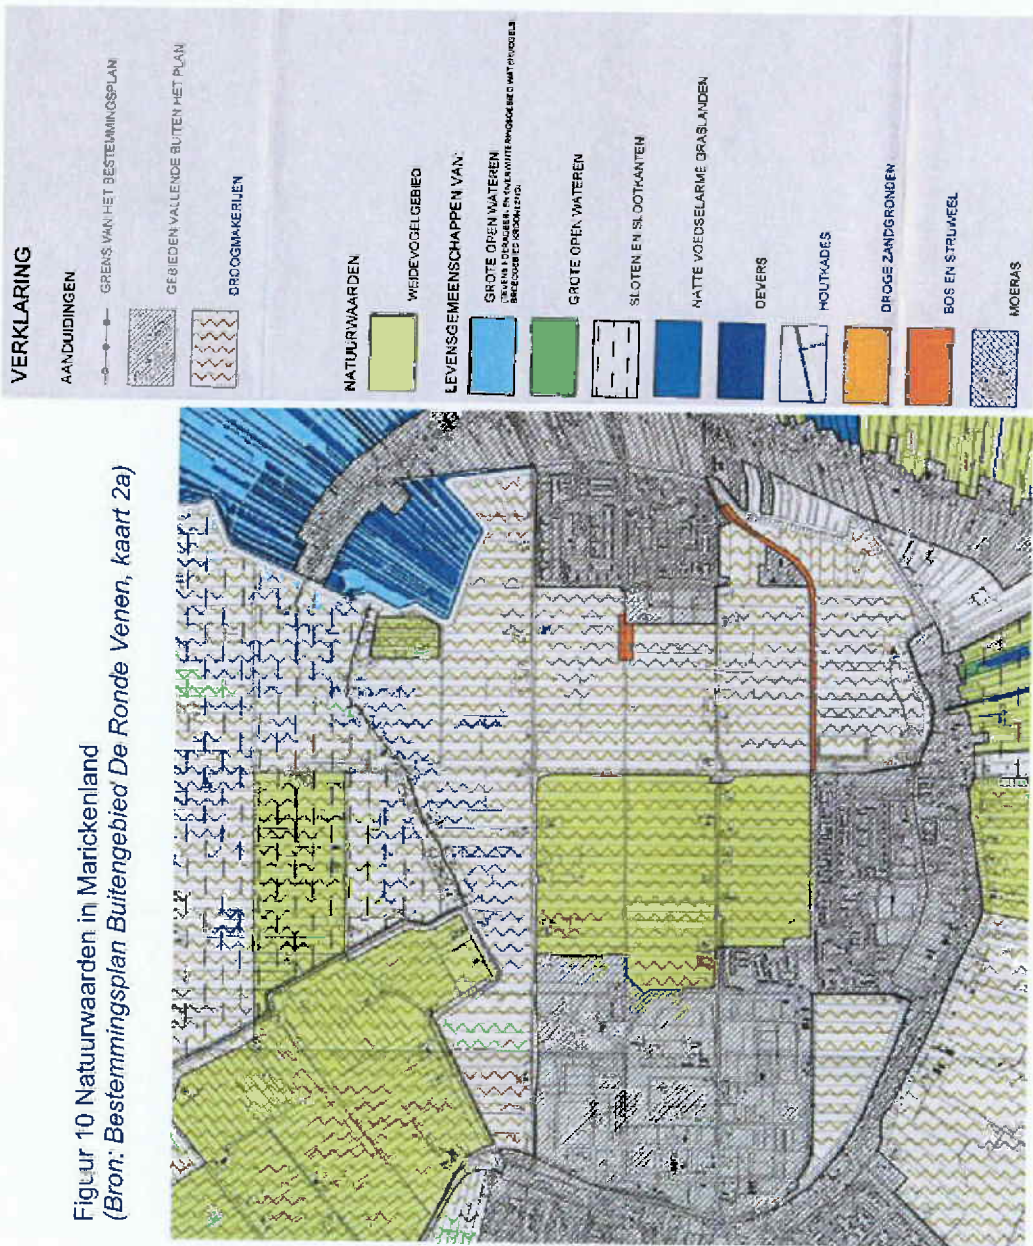 Figuur 10 Natuurwaarden in Marickenland
(Bron: Bestemmingsplan Buitengebied De Ronde Venen, kaart 2a)
VERKLARING
AANDUIDINGEN
GRENS VAN HET BESTEMMINGSPLAN
GEBIEDEN VALLENDE BUITEN HET PLAN
DROOGMAKERIJEN
NATUURWAARDEN
WEIDEVOGELGEBIED
LEVENSGEMEENSCHAPPEN VAN:
GROTE OPEN WATEREN
GROTE OPEN WATEREN
SLOTEN EN SLOOTKANTEN
NATTE VOEDSELARME GRASLANDEN
OEVERS
HOUTKADES
DROGE ZANDGRONDEN
BOS EN STRUWEEL
MOERAS